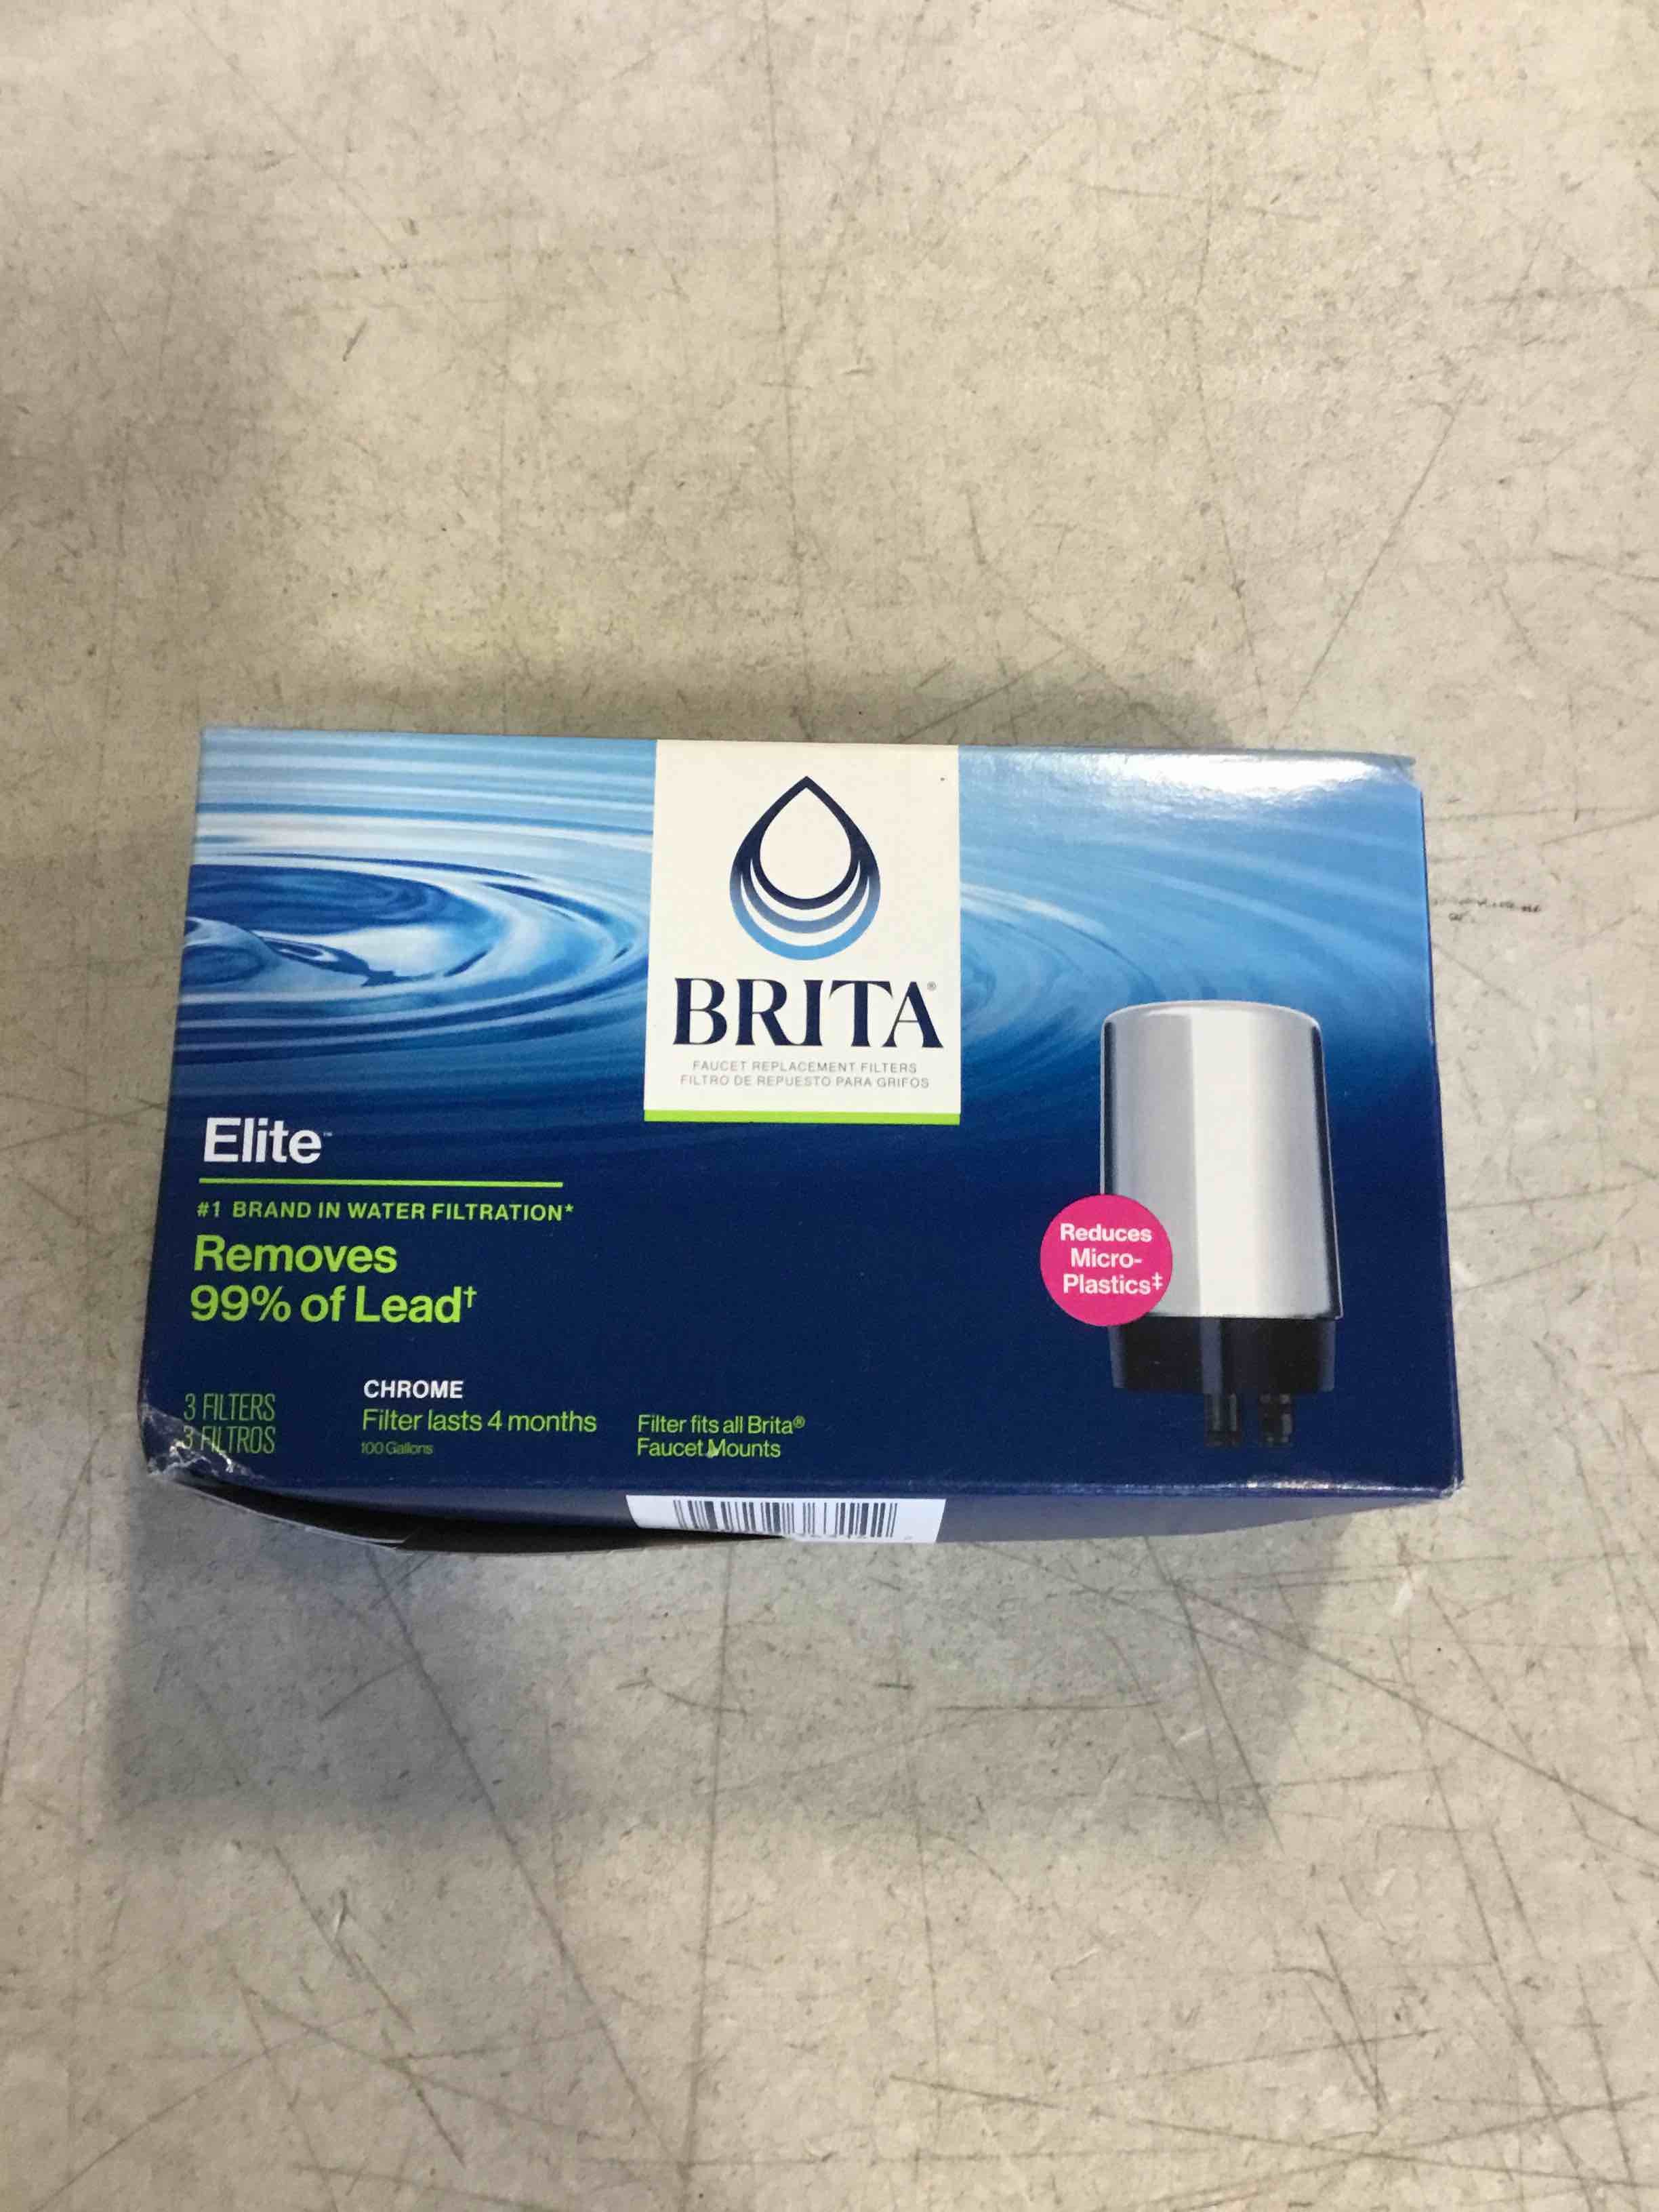 BRITA®
FAUCET REPLACEMENT FILTERS
FILTRO DE REPUESTO PARA GRIFOS
Elite™
#1 BRAND IN WATER FILTRATION*
Removes
99% of Lead†
Reduces
Micro-
Plastics‡
3 FILTERS
3 FILTROS
CHROME
Filter lasts 4 months
100 Gallons
Filter fits all Brita®
Faucet Mounts